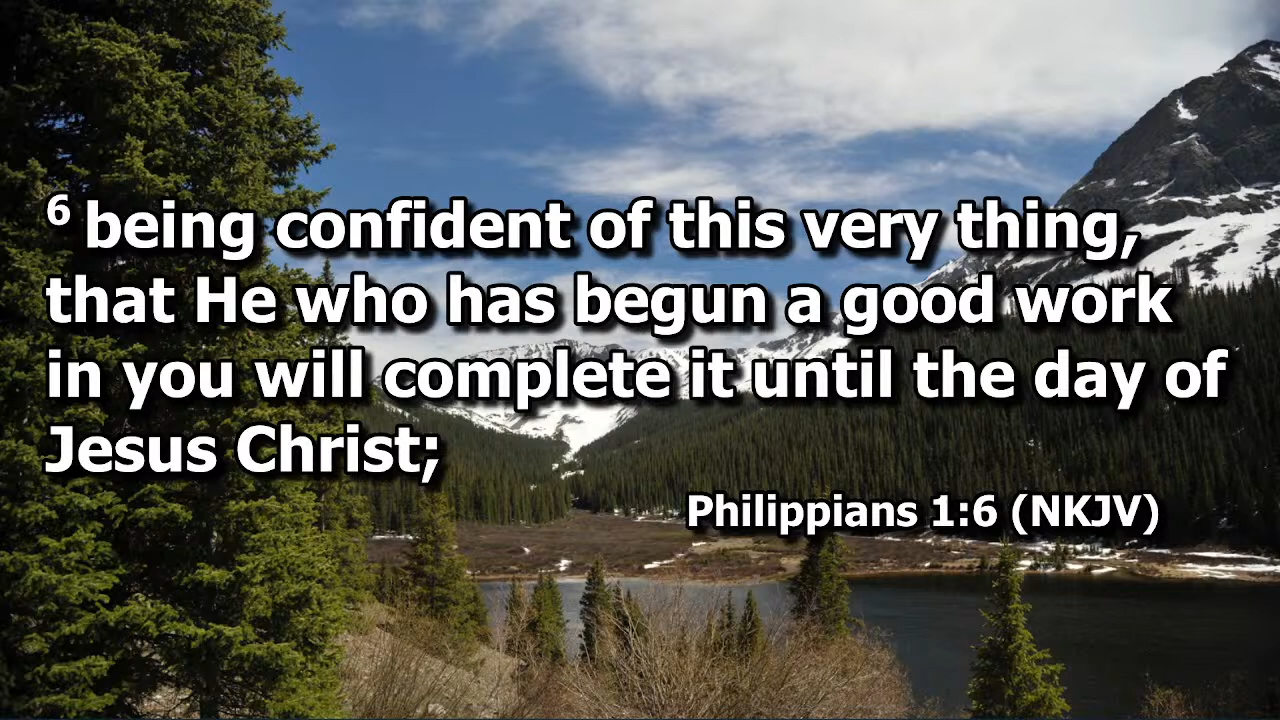 6 being confident of this very thing,
that He who has begun a good work
in you will complete it until the day of
Jesus Christ;
Philippians 1:6 (NKJV)